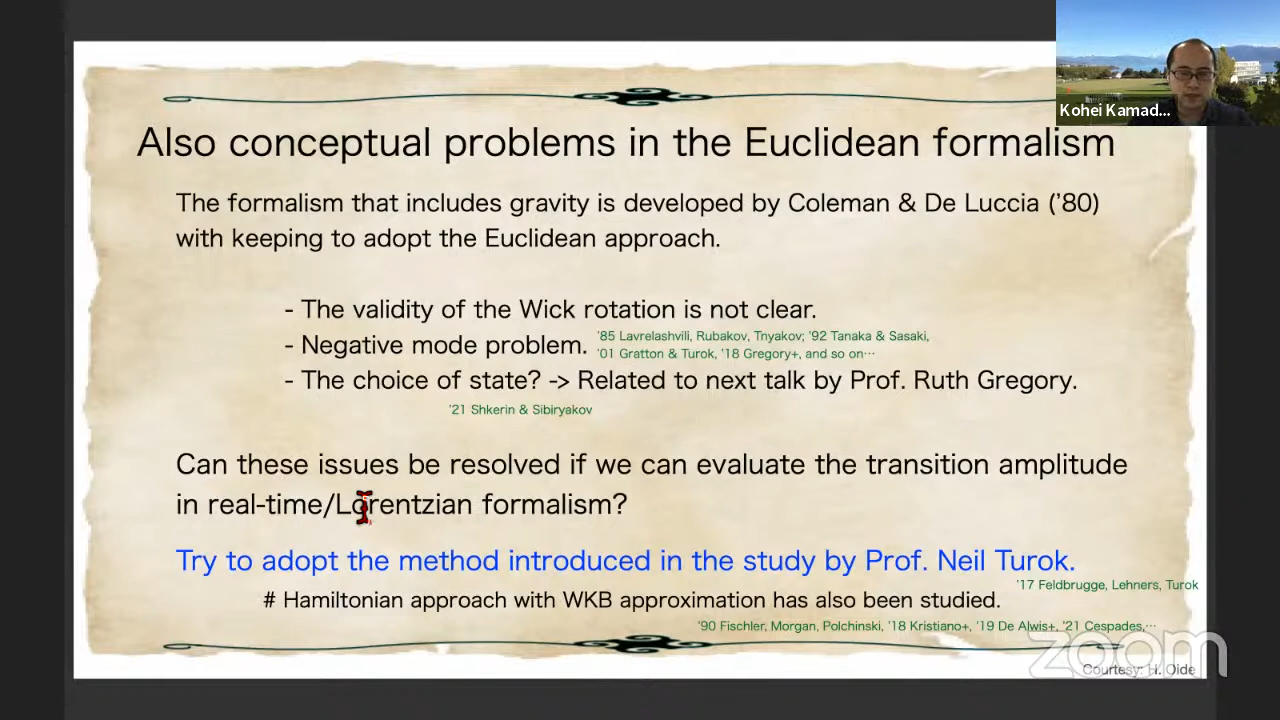 Kohei Kamad...
Also conceptual problems in the Euclidean formalism
The formalism that includes gravity is developed by Coleman & De Luccia ('80)
with keeping to adopt the Euclidean approach.
- The validity of the Wick rotation is not clear.
- Negative mode problem.
'85 Lavrelashvili, Rubakov, Tnyakov; '92 Tanaka & Sasaki,
'01 Gratton & Turok, '18 Gregory+, and so on…
- The choice of state? -> Related to next talk by Prof. Ruth Gregory.
'21 Shkerin & Sibiryakov
Can these issues be resolved if we can evaluate the transition amplitude
in real-time/Lorentzian formalism?
Try to adopt the method introduced in the study by Prof. Neil Turok.
'17 Feldbrugge, Lehners, Turok
# Hamiltonian approach with WKB approximation has also been studied.
'90 Fischler, Morgan, Polchinski, '18 Kristiano+, '19 De Alwis+, '21 Cespades,…
zoom
Courtesy: H. Oide